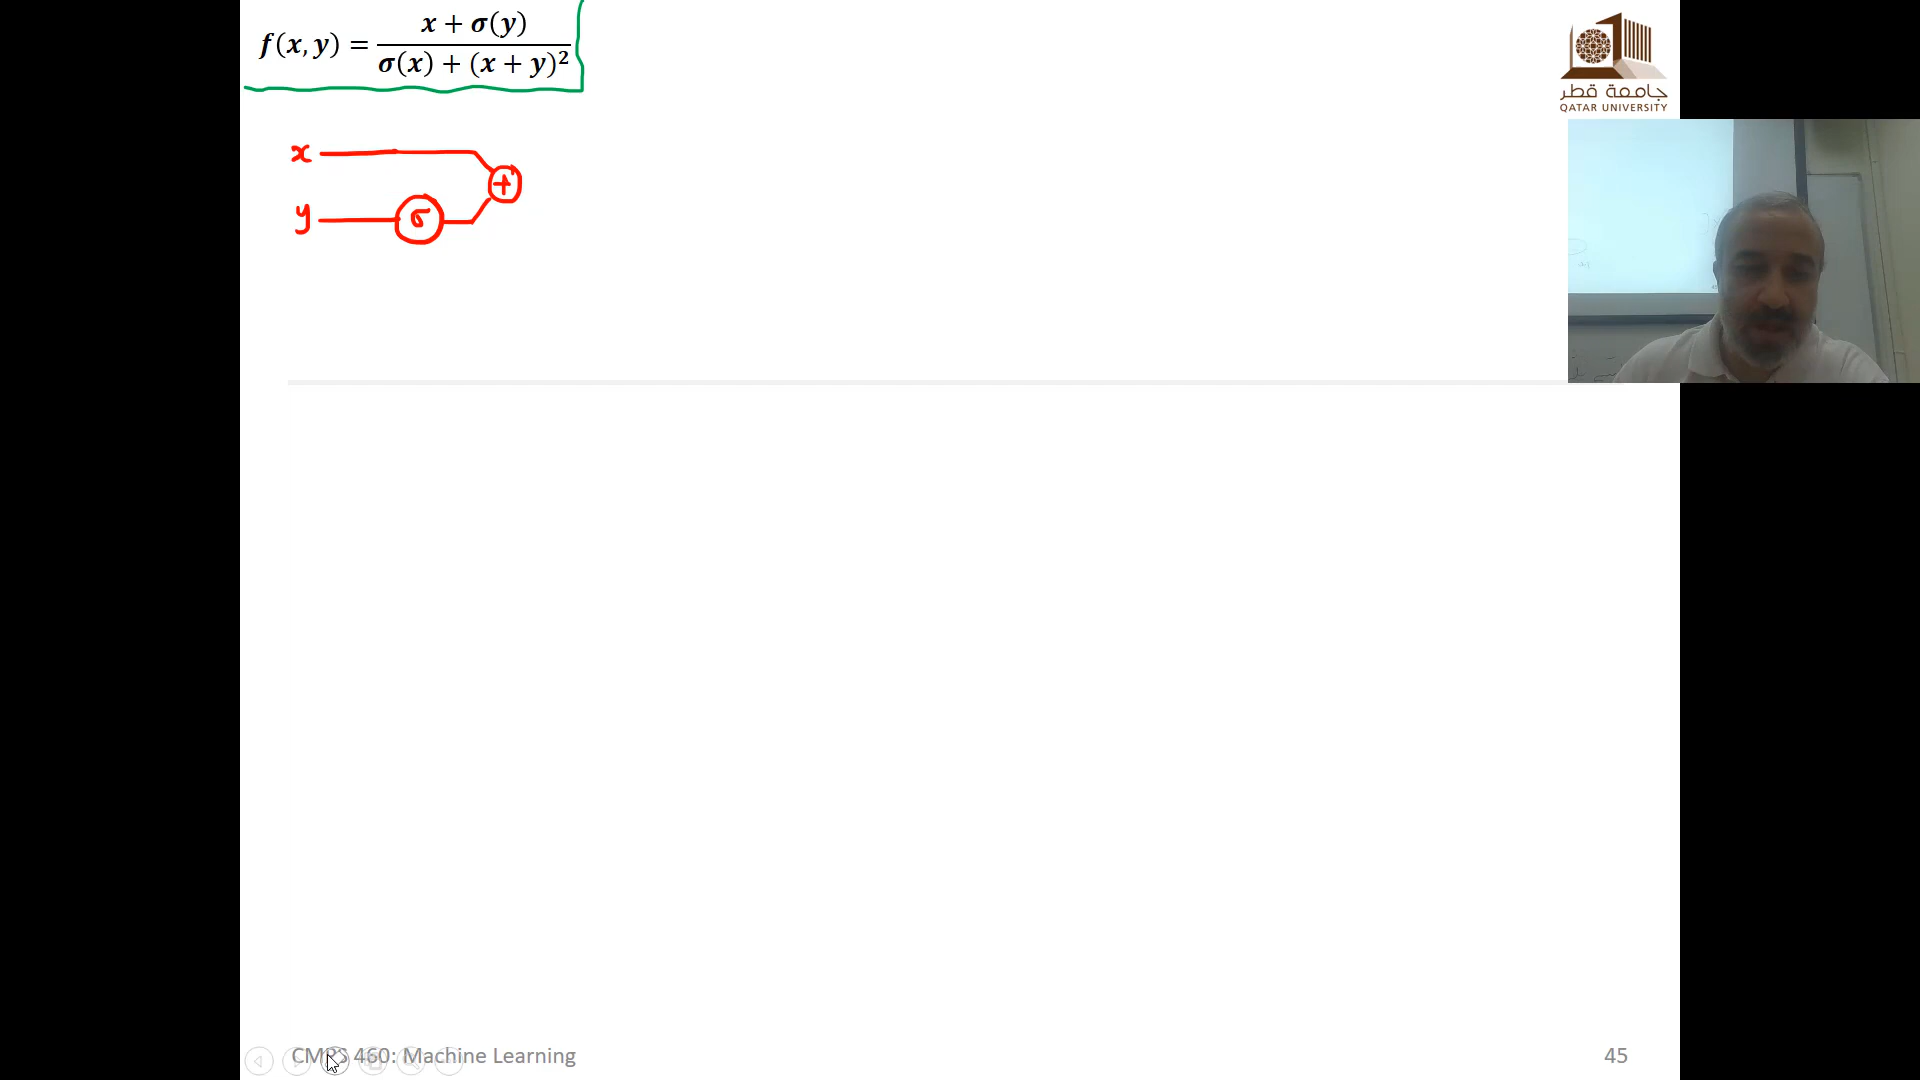 f(x, y) = x + σ(y) / σ(x) + (x + y)²
جامعة قطر
QATAR UNIVERSITY
x
+
y
σ
CMPS 460: Machine Learning
45